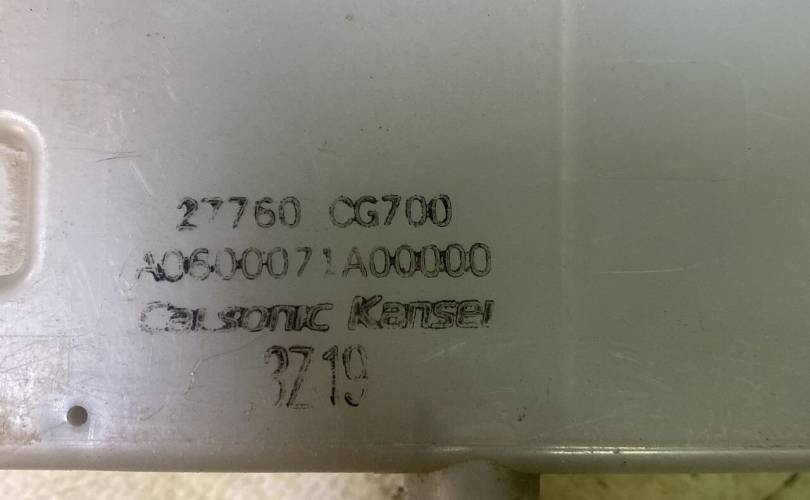 27760 CG700
A0600071A00000
Calsonic Kansei
3Z19